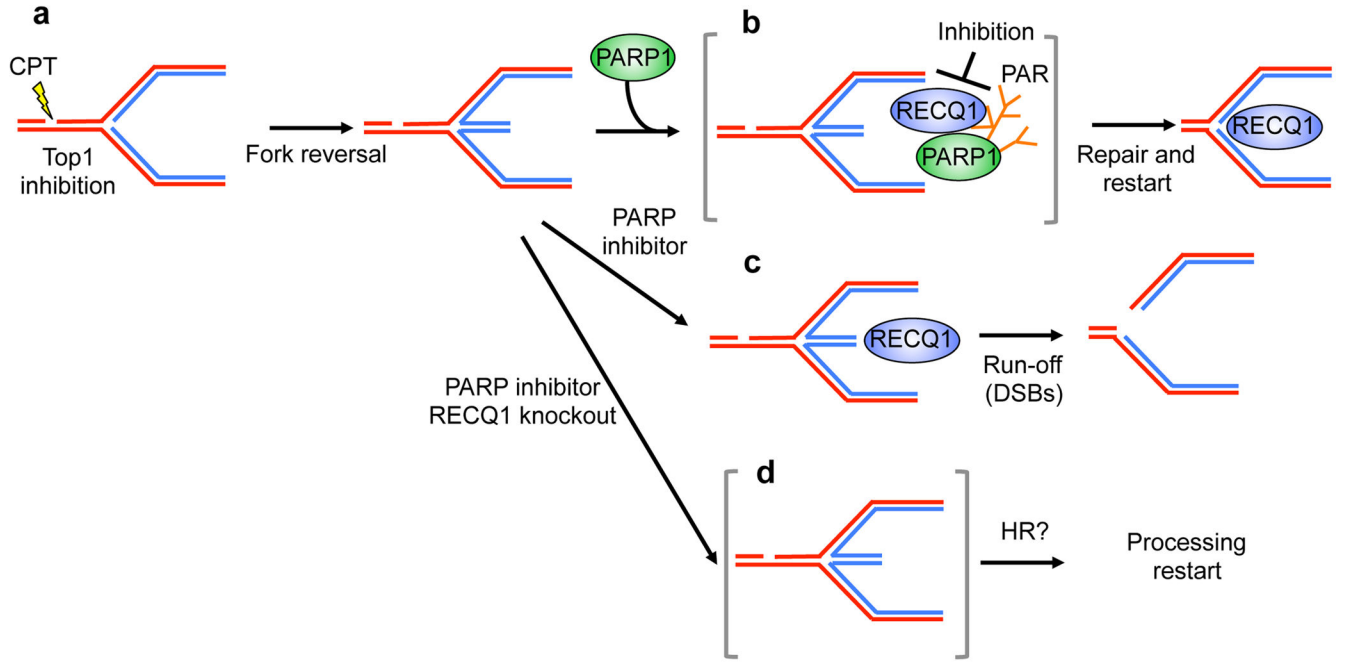 a
CPT
Top1
inhibition
Fork reversal
PARP1
b
Inhibition
PAR
RECQ1
PARP1
Repair and
restart
RECQ1
PARP
inhibitor
c
RECQ1
Run-off
(DSBs)
PARP inhibitor
RECQ1 knockout
d
HR?
Processing
restart